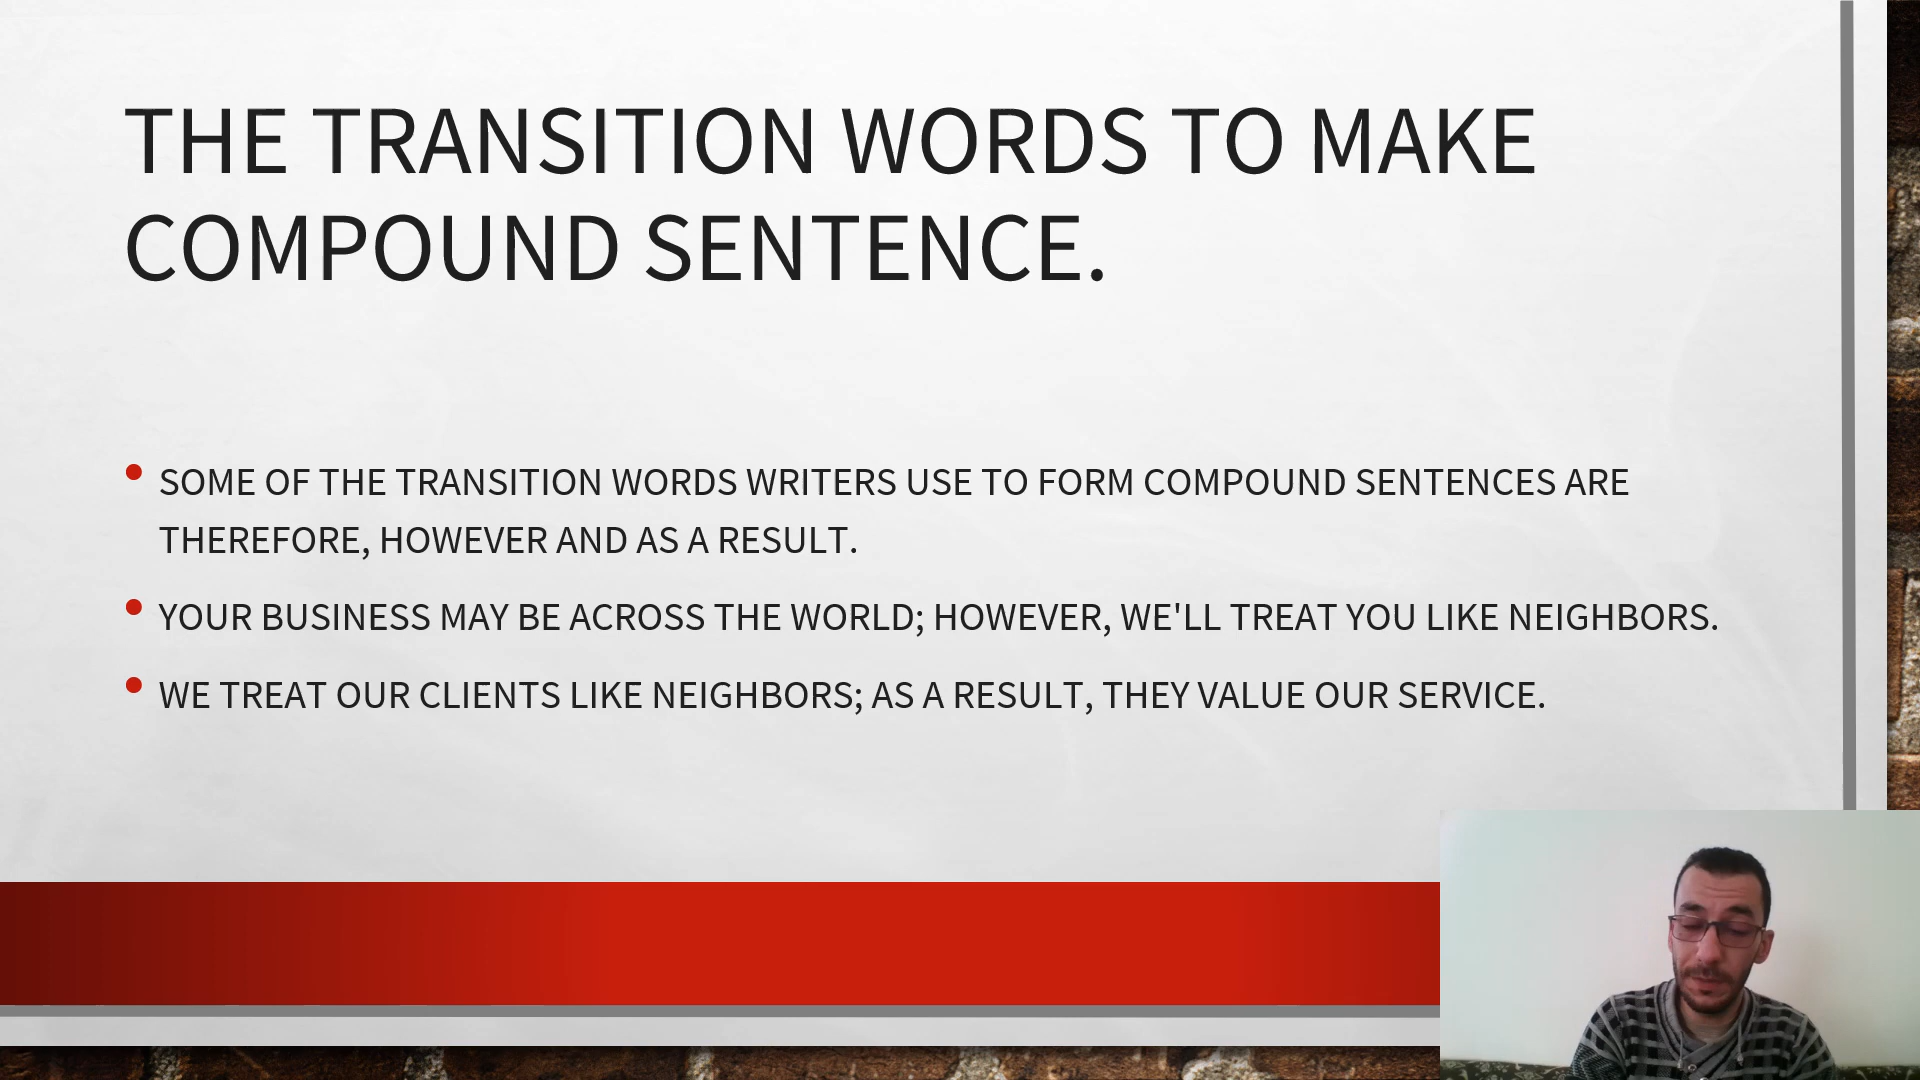 THE TRANSITION WORDS TO MAKE
COMPOUND SENTENCE.
• SOME OF THE TRANSITION WORDS WRITERS USE TO FORM COMPOUND SENTENCES ARE
THEREFORE, HOWEVER AND AS A RESULT.
• YOUR BUSINESS MAY BE ACROSS THE WORLD; HOWEVER, WE'LL TREAT YOU LIKE NEIGHBORS.
• WE TREAT OUR CLIENTS LIKE NEIGHBORS; AS A RESULT, THEY VALUE OUR SERVICE.